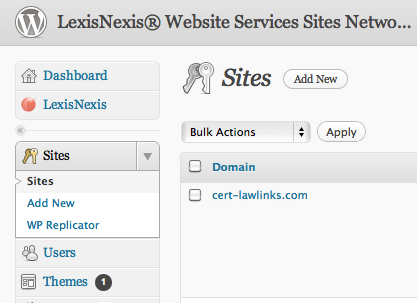 LexisNexis® Website Services Sites Netwo...
Dashboard
LexisNexis
Sites
Sites
Add New
WP Replicator
Users
Themes 1
Sites Add New
Bulk Actions Apply
Domain
cert-lawlinks.com